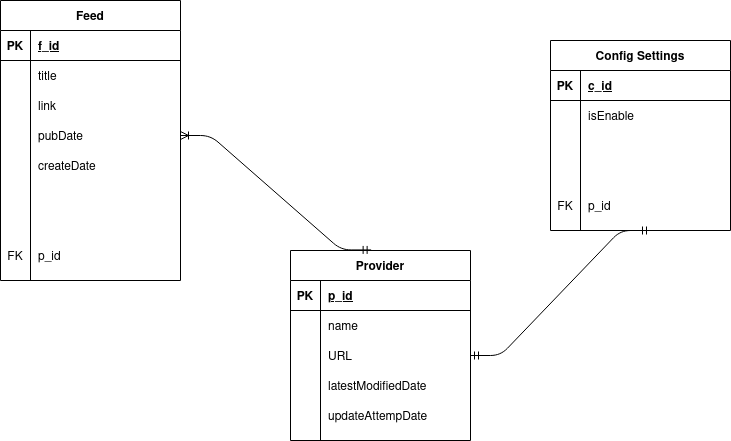 Feed
PK f_id
title
link
pubDate
createDate
FK p_id
Config Settings
PK c_id
isEnable
FK p_id
Provider
PK p_id
name
URL
latestModifiedDate
updateAttempDate